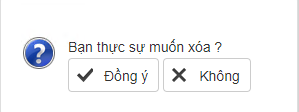 Bạn thực sự muốn xóa ?
Đồng ý Không